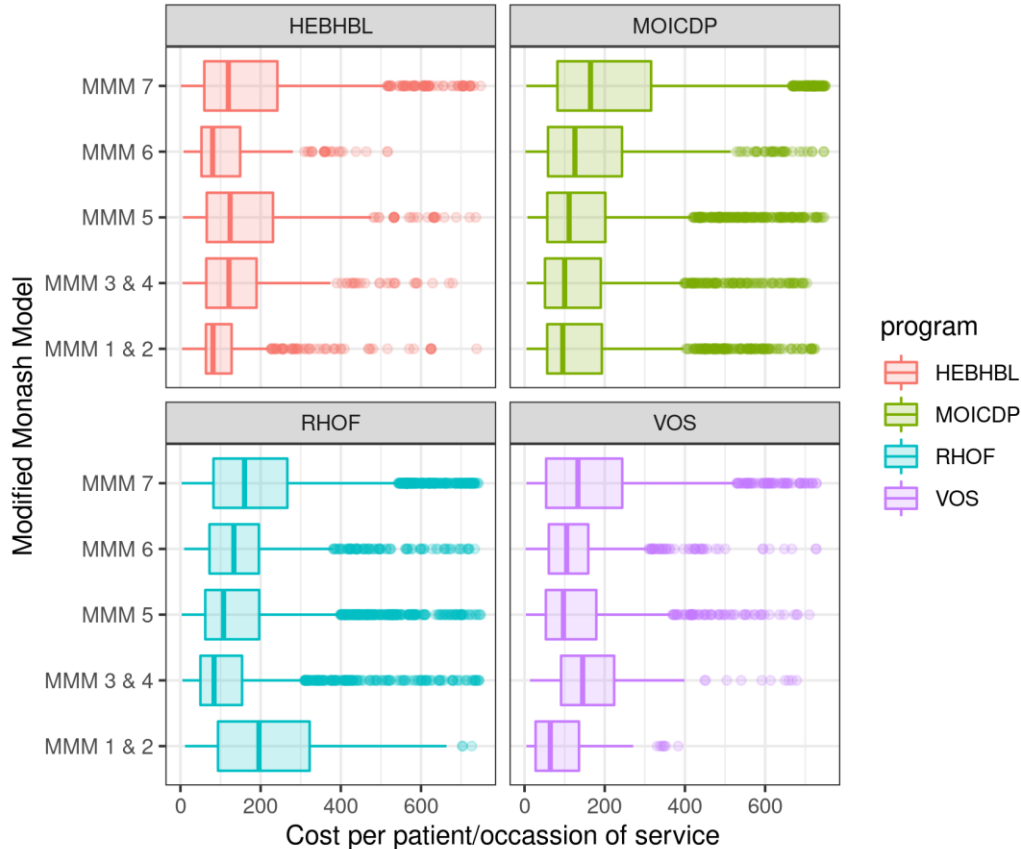 HEBHBL
MOICDP
MMM 7
MMM 6
MMM 5
MMM 3 & 4
MMM 1 & 2
RHOF
VOS
MMM 7
MMM 6
MMM 5
MMM 3 & 4
MMM 1 & 2
0 200 400 600
0 200 400 600
Cost per patient/occassion of service
Modified Monash Model
program
HEBHBL
MOICDP
RHOF
VOS